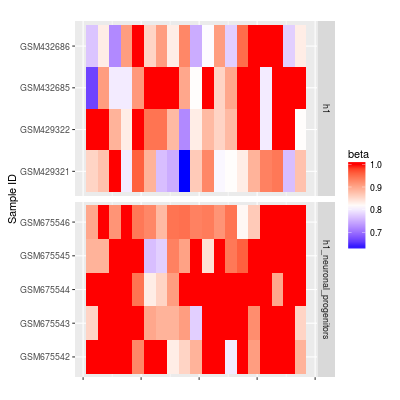 GSM432686
GSM432685
GSM429322
GSM429321
h1
GSM675546
GSM675545
GSM675544
GSM675543
GSM675542
h1_neuronal_progenitors
Sample ID
beta
1.0
0.9
0.8
0.7